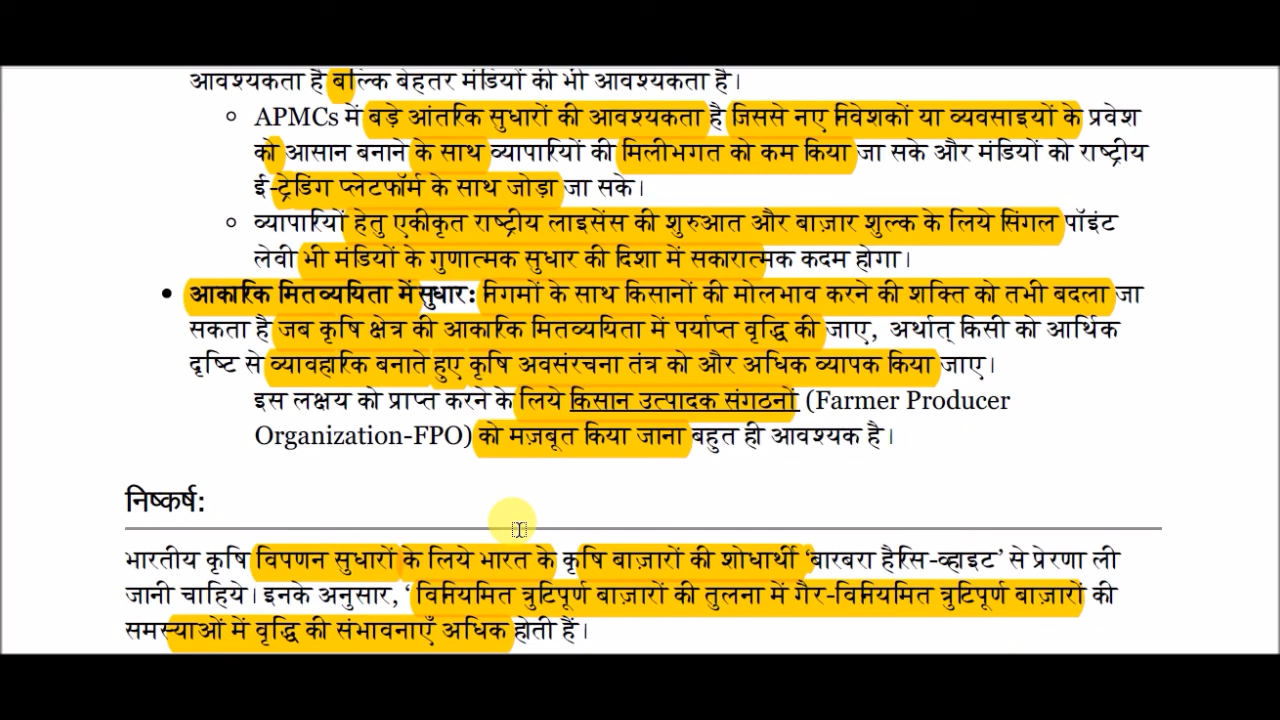 आवश्यकता है बल्कि बेहतर मंडियों की भी आवश्यकता है।
APMCs में बड़े आंतरिक सुधारों की आवश्यकता है जिससे नए निवेशकों या व्यवसाइयों के प्रवेश
को आसान बनाने के साथ व्यापारियों की मिलीभगत को कम किया जा सके और मंडियों को राष्ट्रीय
ई-ट्रेडिंग प्लेटफॉर्म के साथ जोड़ा जा सके।
व्यापारियों हेतु एकीकृत राष्ट्रीय लाइसेंस की शुरुआत और बाज़ार शुल्क के लिये सिंगल पॉइंट
लेवी भी मंडियों के गुणात्मक सुधार की दिशा में सकारात्मक कदम होगा।
आकारिक मितव्ययिता में सुधार: निगमों के साथ किसानों की मोलभाव करने की शक्ति को तभी बदला जा
सकता है जब कृषि क्षेत्र की आकारिक मितव्ययिता में पर्याप्त वृद्धि की जाए, अर्थात् किसी को आर्थिक
दृष्टि से व्यावहारिक बनाते हुए कृषि अवसंरचना तंत्र को और अधिक व्यापक किया जाए।
इस लक्षय को प्राप्त करने के लिये किसान उत्पादक संगठनों (Farmer Producer
Organization-FPO) को मज़बूत किया जाना बहुत ही आवश्यक है।
निष्कर्ष:
भारतीय कृषि विपणन सुधारों के लिये भारत के कृषि बाज़ारों की शोधार्थी ‘बारबरा हैरिस-व्हाइट’ से प्रेरणा ली
जानी चाहिये। इनके अनुसार, ‘विनियमित त्रुटिपूर्ण बाज़ारों की तुलना में गैर-विनियमित त्रुटिपूर्ण बाज़ारों की
समस्याओं में वृद्धि की संभावनाएँ अधिक होती हैं।